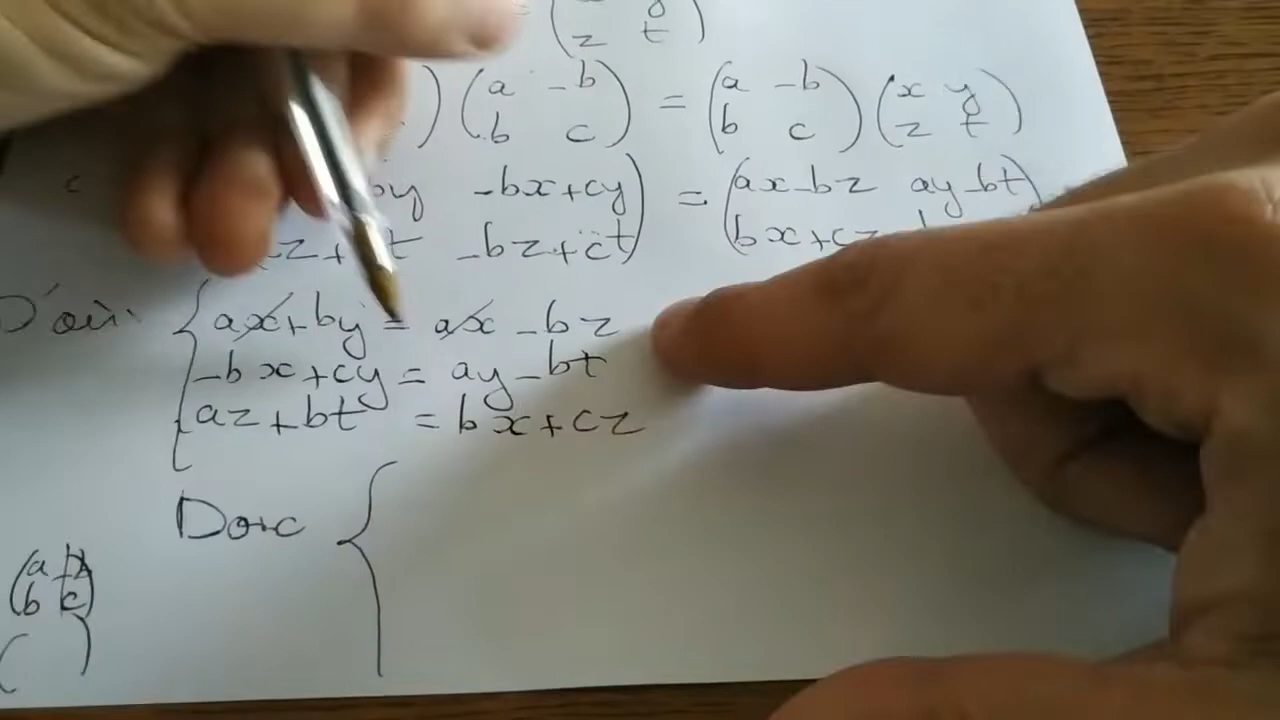 z t )
) ( a -b = ( a -b ) ( x y )
b c ) b c z t
c by -bx+cy ) = ( ax-bz ay-bt )
z+ t -bz+ct ) ( bx+cz
D'où: { ax+by = ax-bz
-bx+cy = ay-bt
az+bt = bx+cz
Donc {
( a
b c )
( )